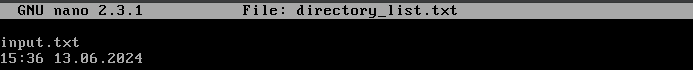 GNU nano 2.3.1 File: directory_list.txt
input.txt
15:36 13.06.2024